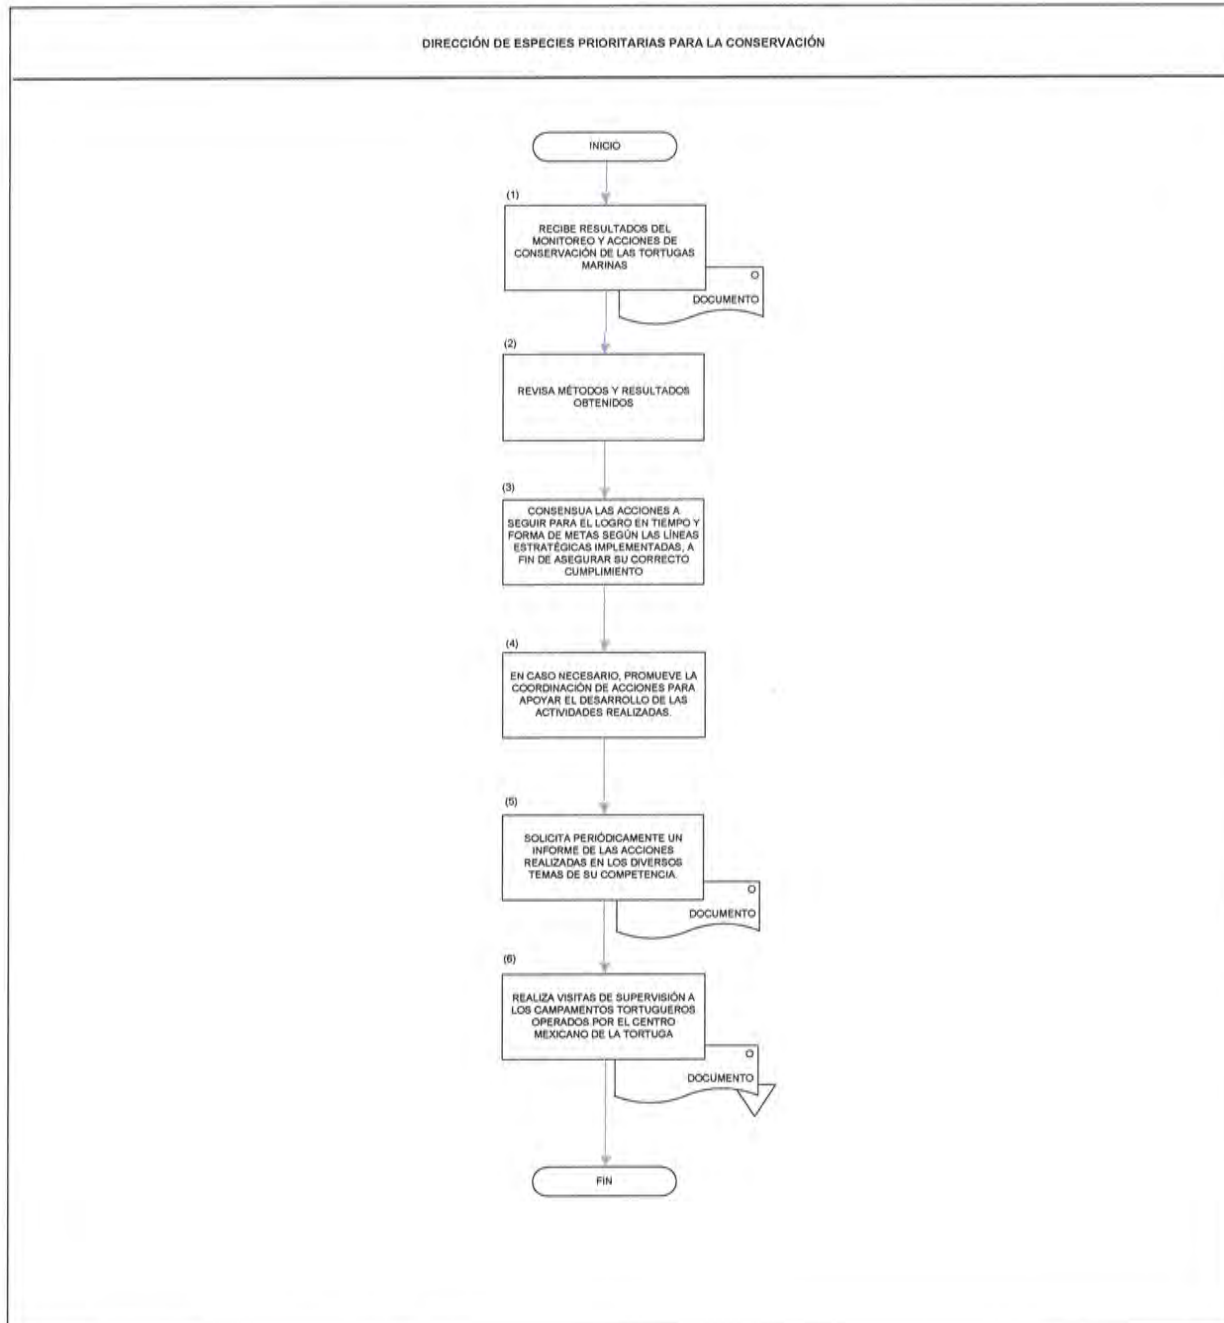 DIRECCIÓN DE ESPECIES PRIORITARIAS PARA LA CONSERVACIÓN
INICIO
(1)
RECIBE RESULTADOS DEL
MONITOREO Y ACCIONES DE
CONSERVACIÓN DE LAS TORTUGAS
MARINAS
O
DOCUMENTO
(2)
REVISA MÉTODOS Y RESULTADOS
OBTENIDOS
(3)
CONSENSUA LAS ACCIONES A
SEGUIR PARA EL LOGRO EN TIEMPO Y
FORMA DE METAS SEGÚN LAS LÍNEAS
ESTRATÉGICAS IMPLEMENTADAS, A
FIN DE ASEGURAR SU CORRECTO
CUMPLIMIENTO
(4)
EN CASO NECESARIO, PROMUEVE LA
COORDINACIÓN DE ACCIONES PARA
APOYAR EL DESARROLLO DE LAS
ACTIVIDADES REALIZADAS.
(5)
SOLICITA PERIÓDICAMENTE UN
INFORME DE LAS ACCIONES
REALIZADAS EN LOS DIVERSOS
TEMAS DE SU COMPETENCIA.
O
DOCUMENTO
(6)
REALIZA VISITAS DE SUPERVISIÓN A
LOS CAMPAMENTOS TORTUGUEROS
OPERADOS POR EL CENTRO
MEXICANO DE LA TORTUGA
O
DOCUMENTO
FIN